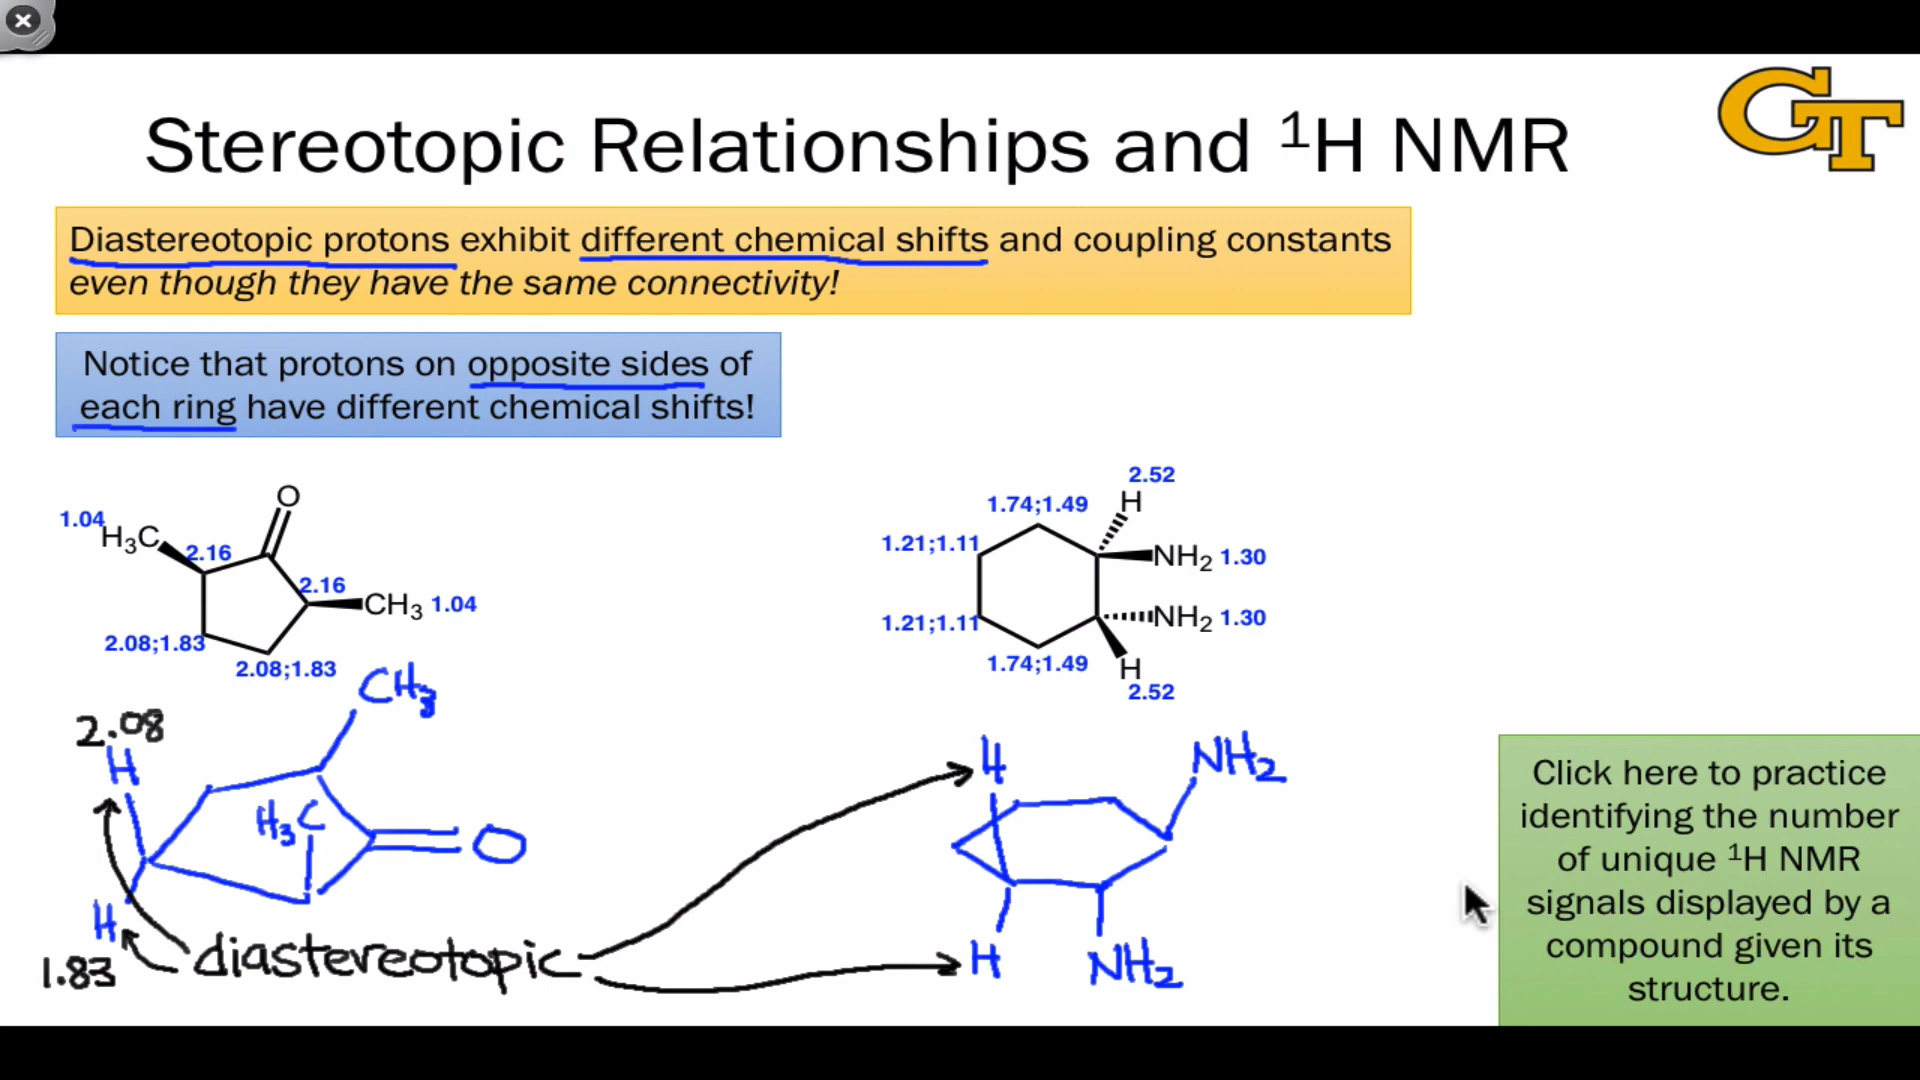 Stereotopic Relationships and ¹H NMR
GT
Diastereotopic protons exhibit different chemical shifts and coupling constants
even though they have the same connectivity!
Notice that protons on opposite sides of
each ring have different chemical shifts!
O
1.04
H₃C
2.16
2.16
CH₃ 1.04
2.08;1.83
2.08;1.83
2.52
H
1.74;1.49
1.21;1.11
NH₂ 1.30
1.21;1.11
NH₂ 1.30
1.74;1.49
H
2.52
CH₃
2.08
H
H₃C
O
H
1.83
diastereotopic
H
NH₂
H
NH₂
Click here to practice
identifying the number
of unique ¹H NMR
signals displayed by a
compound given its
structure.